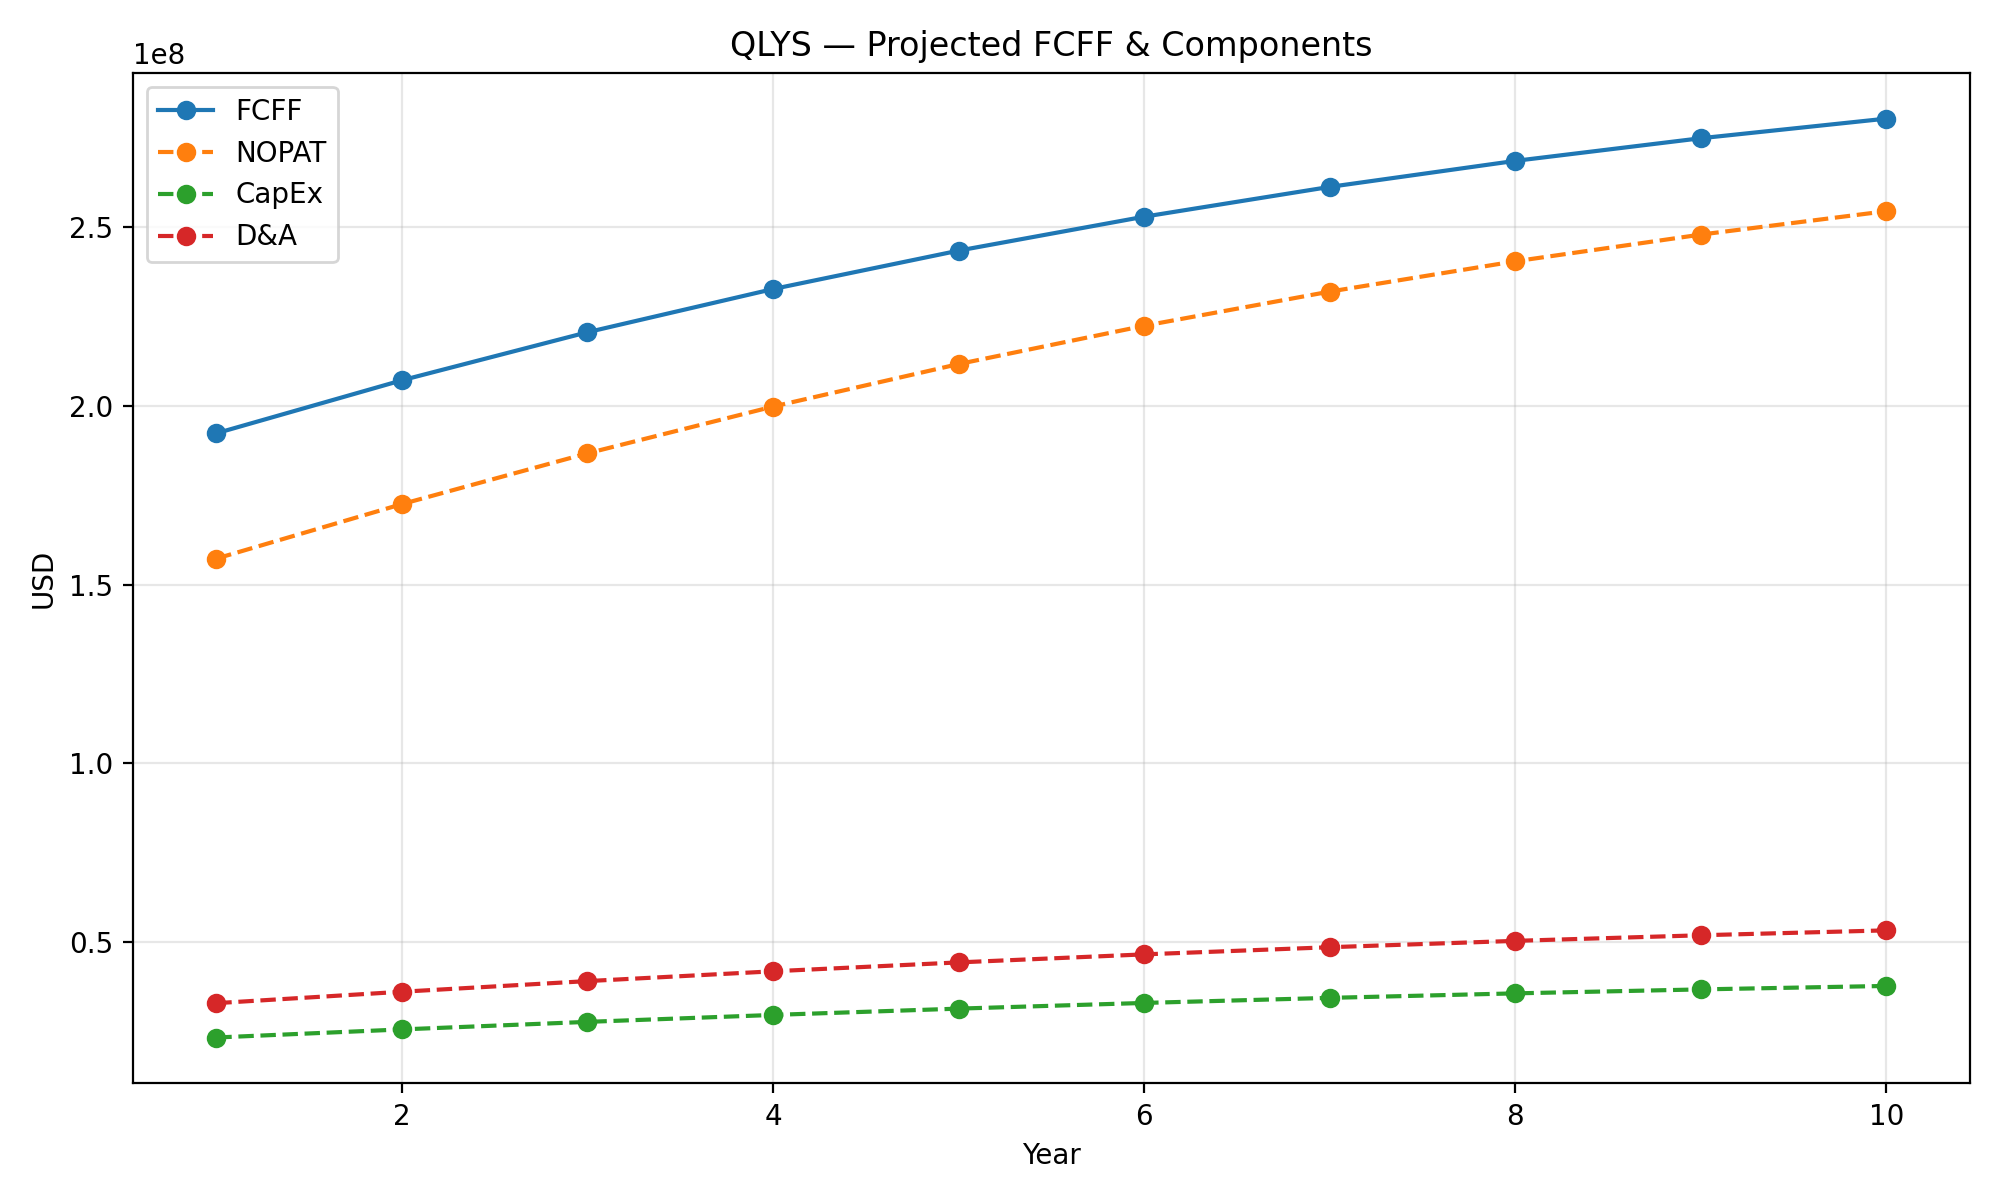 QLYS — Projected FCFF & Components
1e8
FCFF
NOPAT
CapEx
D&A
2.5
2.0
1.5
1.0
0.5
USD
2 4 6 8 10
Year